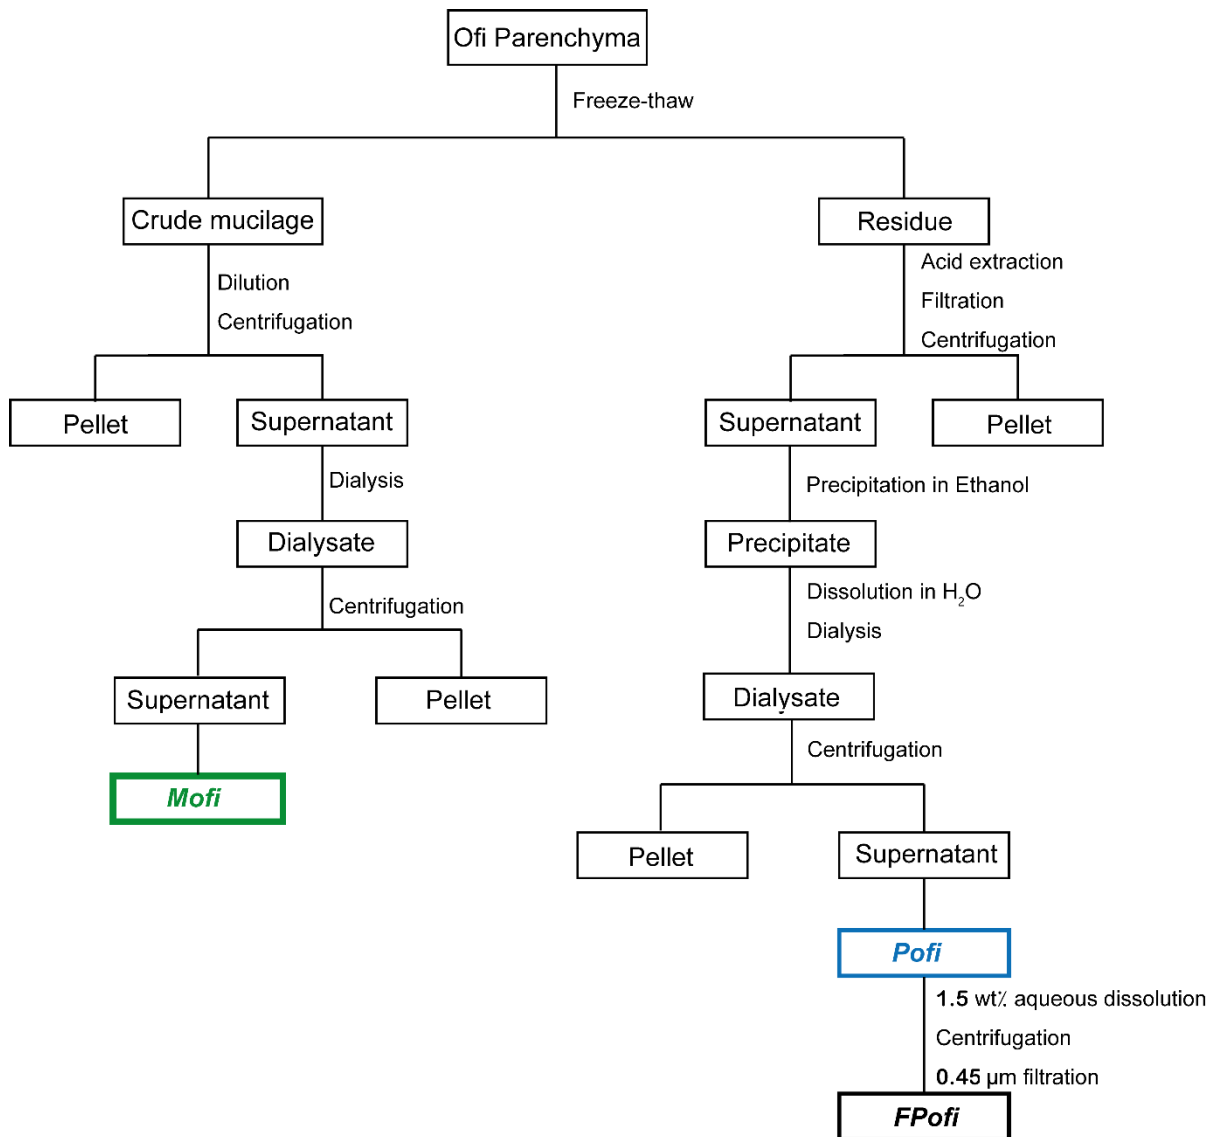 Ofi Parenchyma
Freeze-thaw
Crude mucilage
Residue
Dilution
Centrifugation
Acid extraction
Filtration
Centrifugation
Pellet
Supernatant
Supernatant
Pellet
Dialysis
Precipitation in Ethanol
Dialysate
Precipitate
Centrifugation
Dissolution in H₂O
Dialysis
Supernatant
Pellet
Dialysate
Centrifugation
Mofi
Pellet
Supernatant
Pofi
1.5 wt% aqueous dissolution
Centrifugation
0.45 µm filtration
FPofi